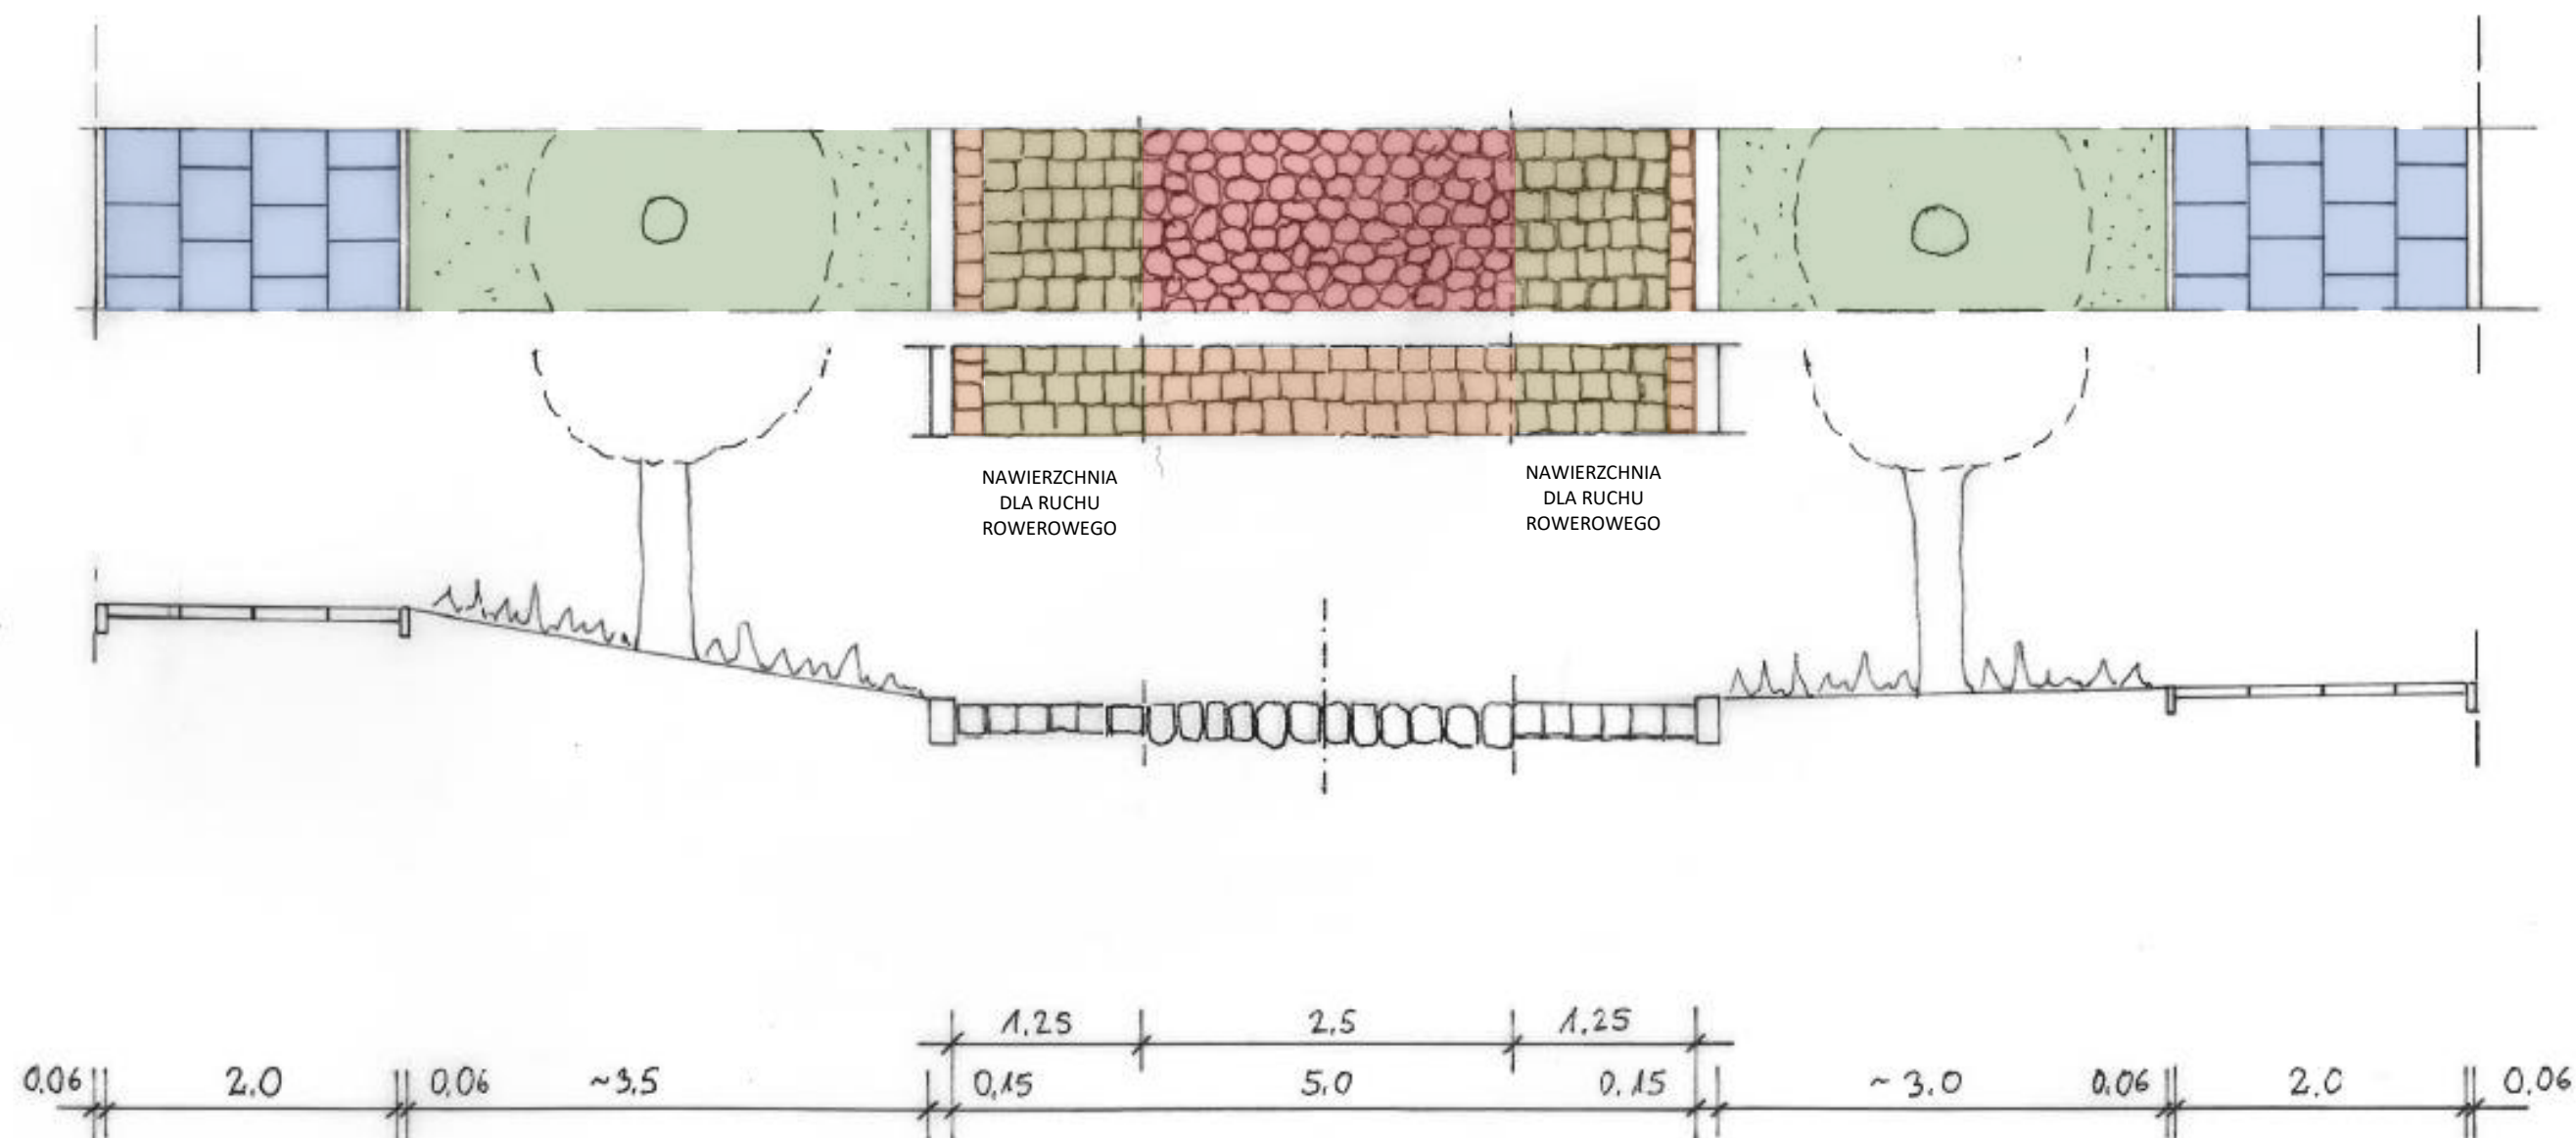 NAWIERZCHNIA
DLA RUCHU
ROWEROWEGO
NAWIERZCHNIA
DLA RUCHU
ROWEROWEGO
1.25 2.5 1.25
0.06 2.0 0.06 ~3.5 0.15 5.0 0.15 ~3.0 0.06 2.0 0.06